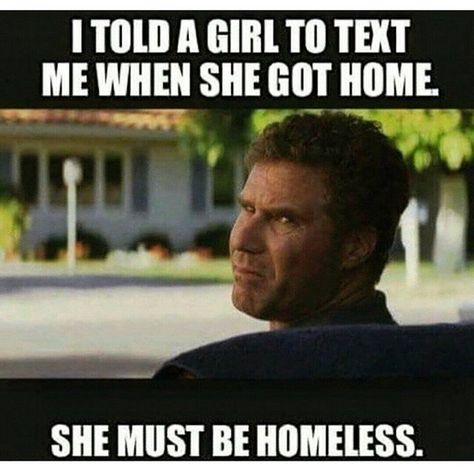 I TOLD A GIRL TO TEXT
ME WHEN SHE GOT HOME.
SHE MUST BE HOMELESS.